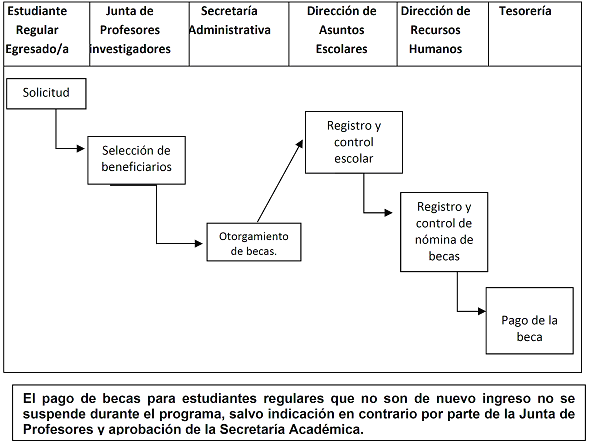 Estudiante Regular Egresado/a
Junta de Profesores investigadores
Secretaría Administrativa
Dirección de Asuntos Escolares
Dirección de Recursos Humanos
Tesorería
Solicitud
Selección de
beneficiarios
Otorgamiento
de becas.
Registro y
control
escolar
Registro y
control de
nómina de
becas
Pago de la
beca
El pago de becas para estudiantes regulares que no son de nuevo ingreso no se
suspende durante el programa, salvo indicación en contrario por parte de la Junta de
Profesores y aprobación de la Secretaría Académica.